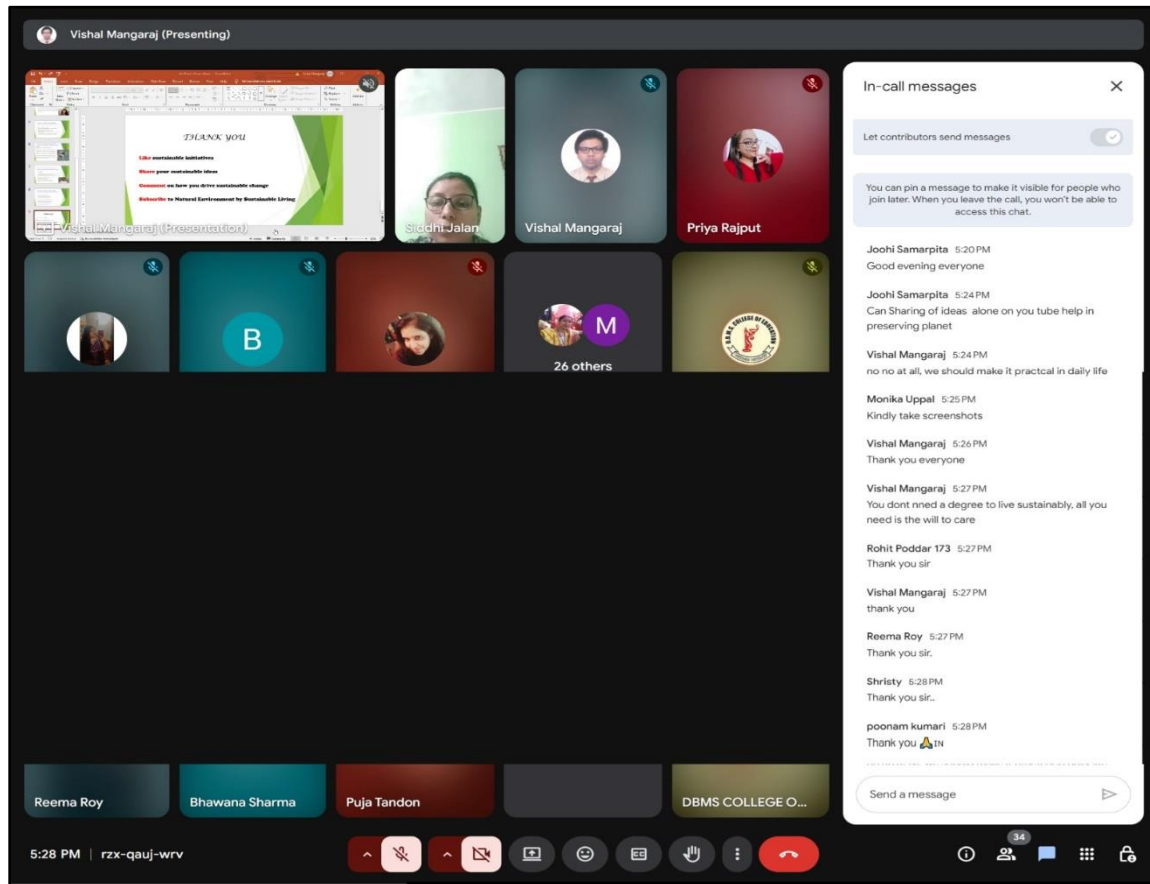 Vishal Mangaraj (Presenting)
THANK YOU
Like sustainable initiatives
Share your sustainable ideas
Comment on how you drive sustainable change
Subscribe to Natural Environment by Sustainable Living
Vishal Mangaraj (Presentation)
Siddhi Jalan
Vishal Mangaraj
Priya Rajput
B
M
26 others
Reema Roy
Bhawana Sharma
Puja Tandon
DBMS COLLEGE O...
In-call messages
Let contributors send messages
You can pin a message to make it visible for people who
join later. When you leave the call, you won't be able to
access this chat.
Joohi Samarpita 5:20 PM
Good evening everyone
Joohi Samarpita 5:24 PM
Can Sharing of ideas alone on you tube help in
preserving planet
Vishal Mangaraj 5:24 PM
no no at all, we should make it practcal in daily life
Monika Uppal 5:25 PM
Kindly take screenshots
Vishal Mangaraj 5:26 PM
Thank you everyone
Vishal Mangaraj 5:27 PM
You dont nned a degree to live sustainably, all you
need is the will to care
Rohit Poddar 173 5:27 PM
Thank you sir
Vishal Mangaraj 5:27 PM
thank you
Reema Roy 5:27 PM
Thank you sir.
Shristy 5:28 PM
Thank you sir..
poonam kumari 5:28 PM
Thank you 🙏IN
Send a message
5:28 PM | rzx-qauj-wrv
34